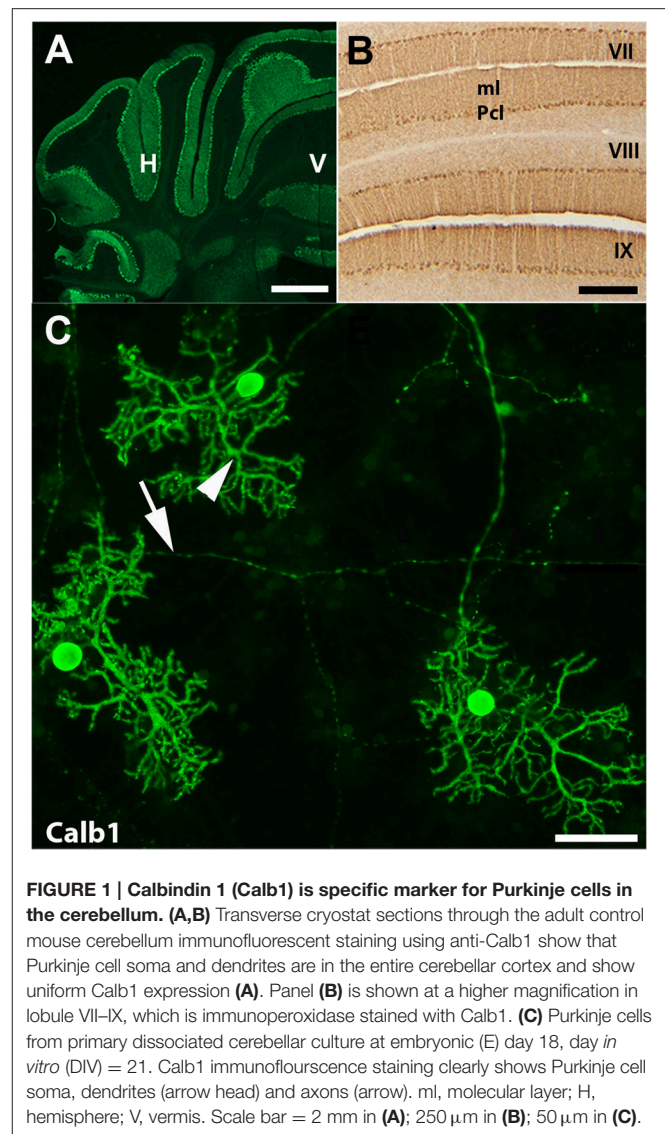 A
H
V
B
VII
ml
Pcl
VIII
IX
C
Calb1
FIGURE 1 | Calbindin 1 (Calb1) is specific marker for Purkinje cells in
the cerebellum. (A,B) Transverse cryostat sections through the adult control
mouse cerebellum immunofluorescent staining using anti-Calb1 show that
Purkinje cell soma and dendrites are in the entire cerebellar cortex and show
uniform Calb1 expression (A). Panel (B) is shown at a higher magnification in
lobule VII–IX, which is immunoperoxidase stained with Calb1. (C) Purkinje cells
from primary dissociated cerebellar culture at embryonic (E) day 18, day in
vitro (DIV) = 21. Calb1 immunoflourscence staining clearly shows Purkinje cell
soma, dendrites (arrow head) and axons (arrow). ml, molecular layer; H,
hemisphere; V, vermis. Scale bar = 2 mm in (A); 250 μm in (B); 50 μm in (C).